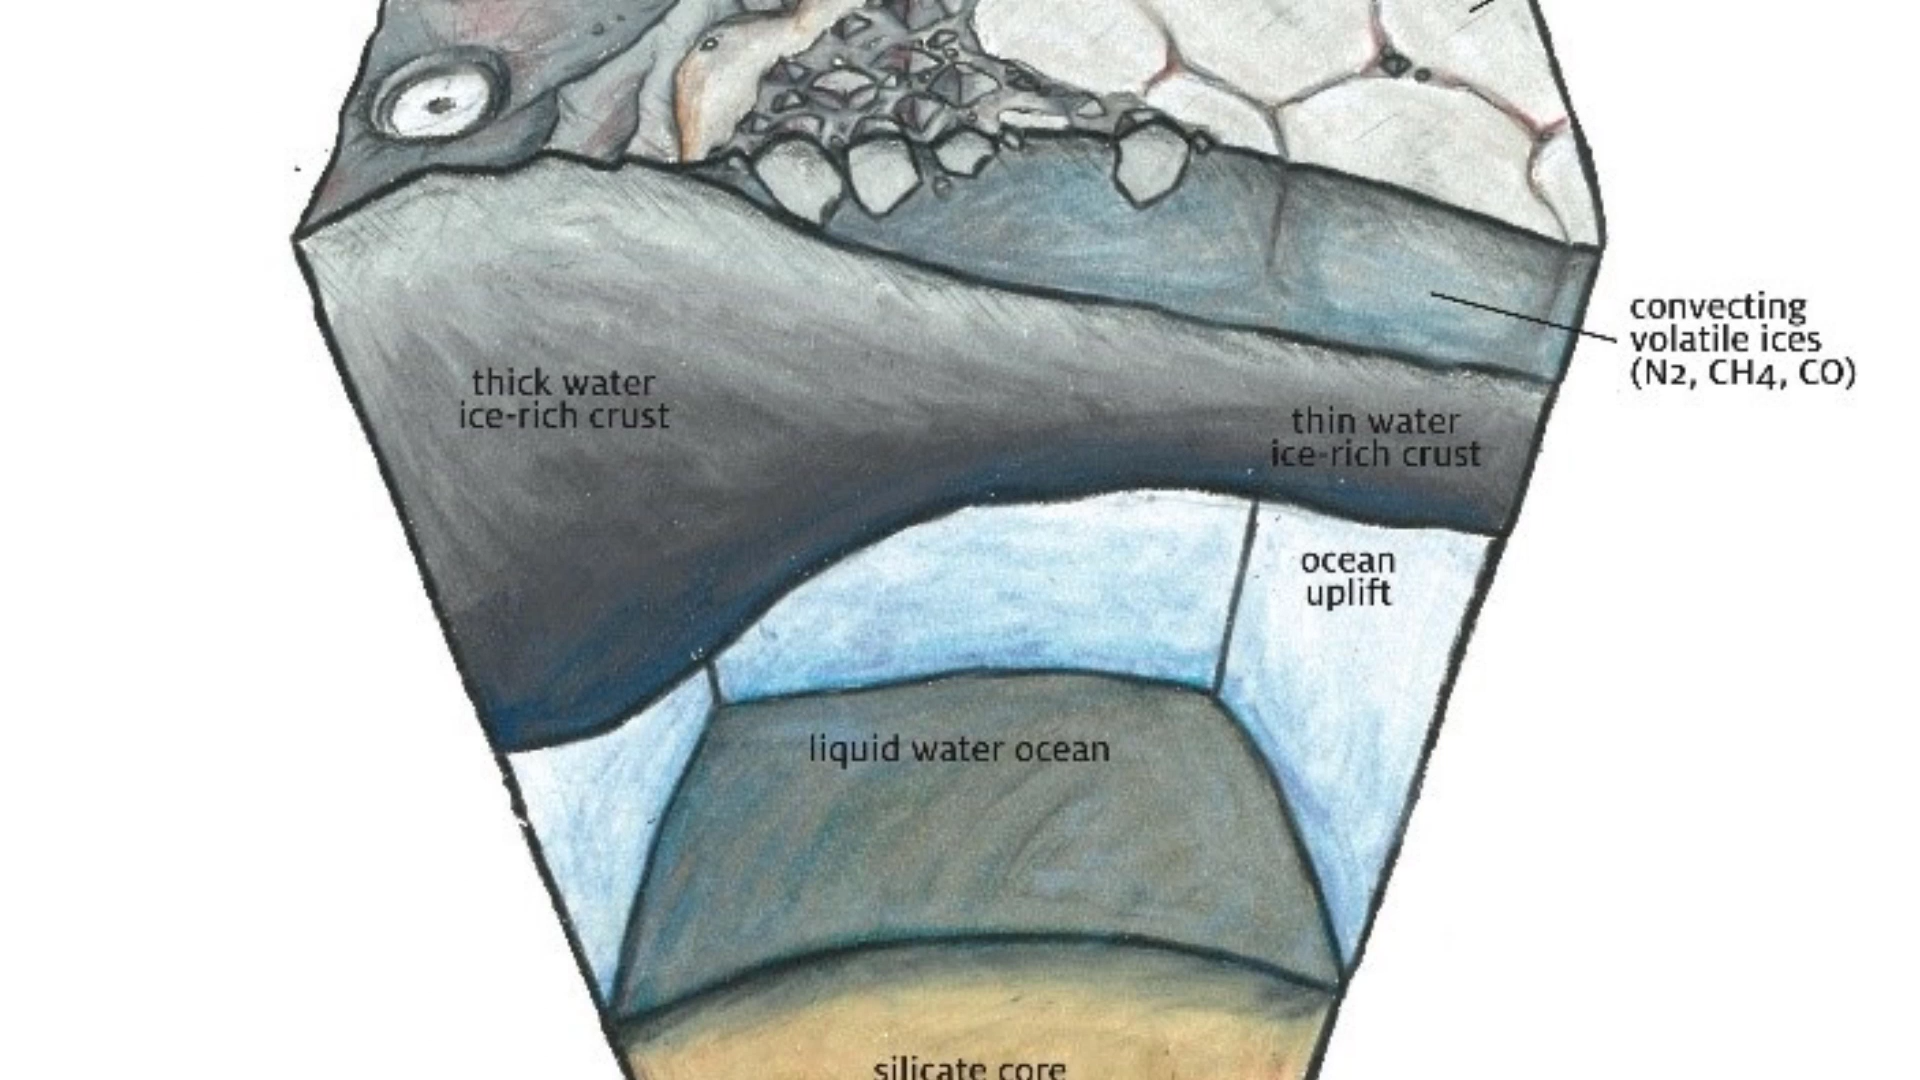 convecting
volatile ices
(N2, CH4, CO)
thick water
ice-rich crust
thin water
ice-rich crust
ocean
uplift
liquid water ocean
silicate core